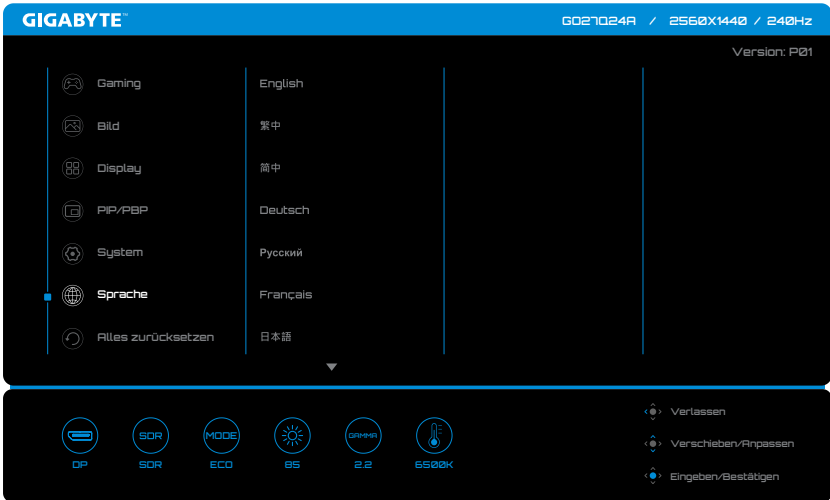 GIGABYTE™
GO27Q24A / 2560X1440 / 240Hz
Version: P01
Gaming English
Bild 繁中
Display 简中
PIP/PBP Deutsch
System Русский
Sprache Français
Alles zurücksetzen 日本語
Verlassen
SDR MODE GAMMA
Verschieben/Anpassen
DP SDR ECO 85 2.2 6500K
Eingeben/Bestätigen